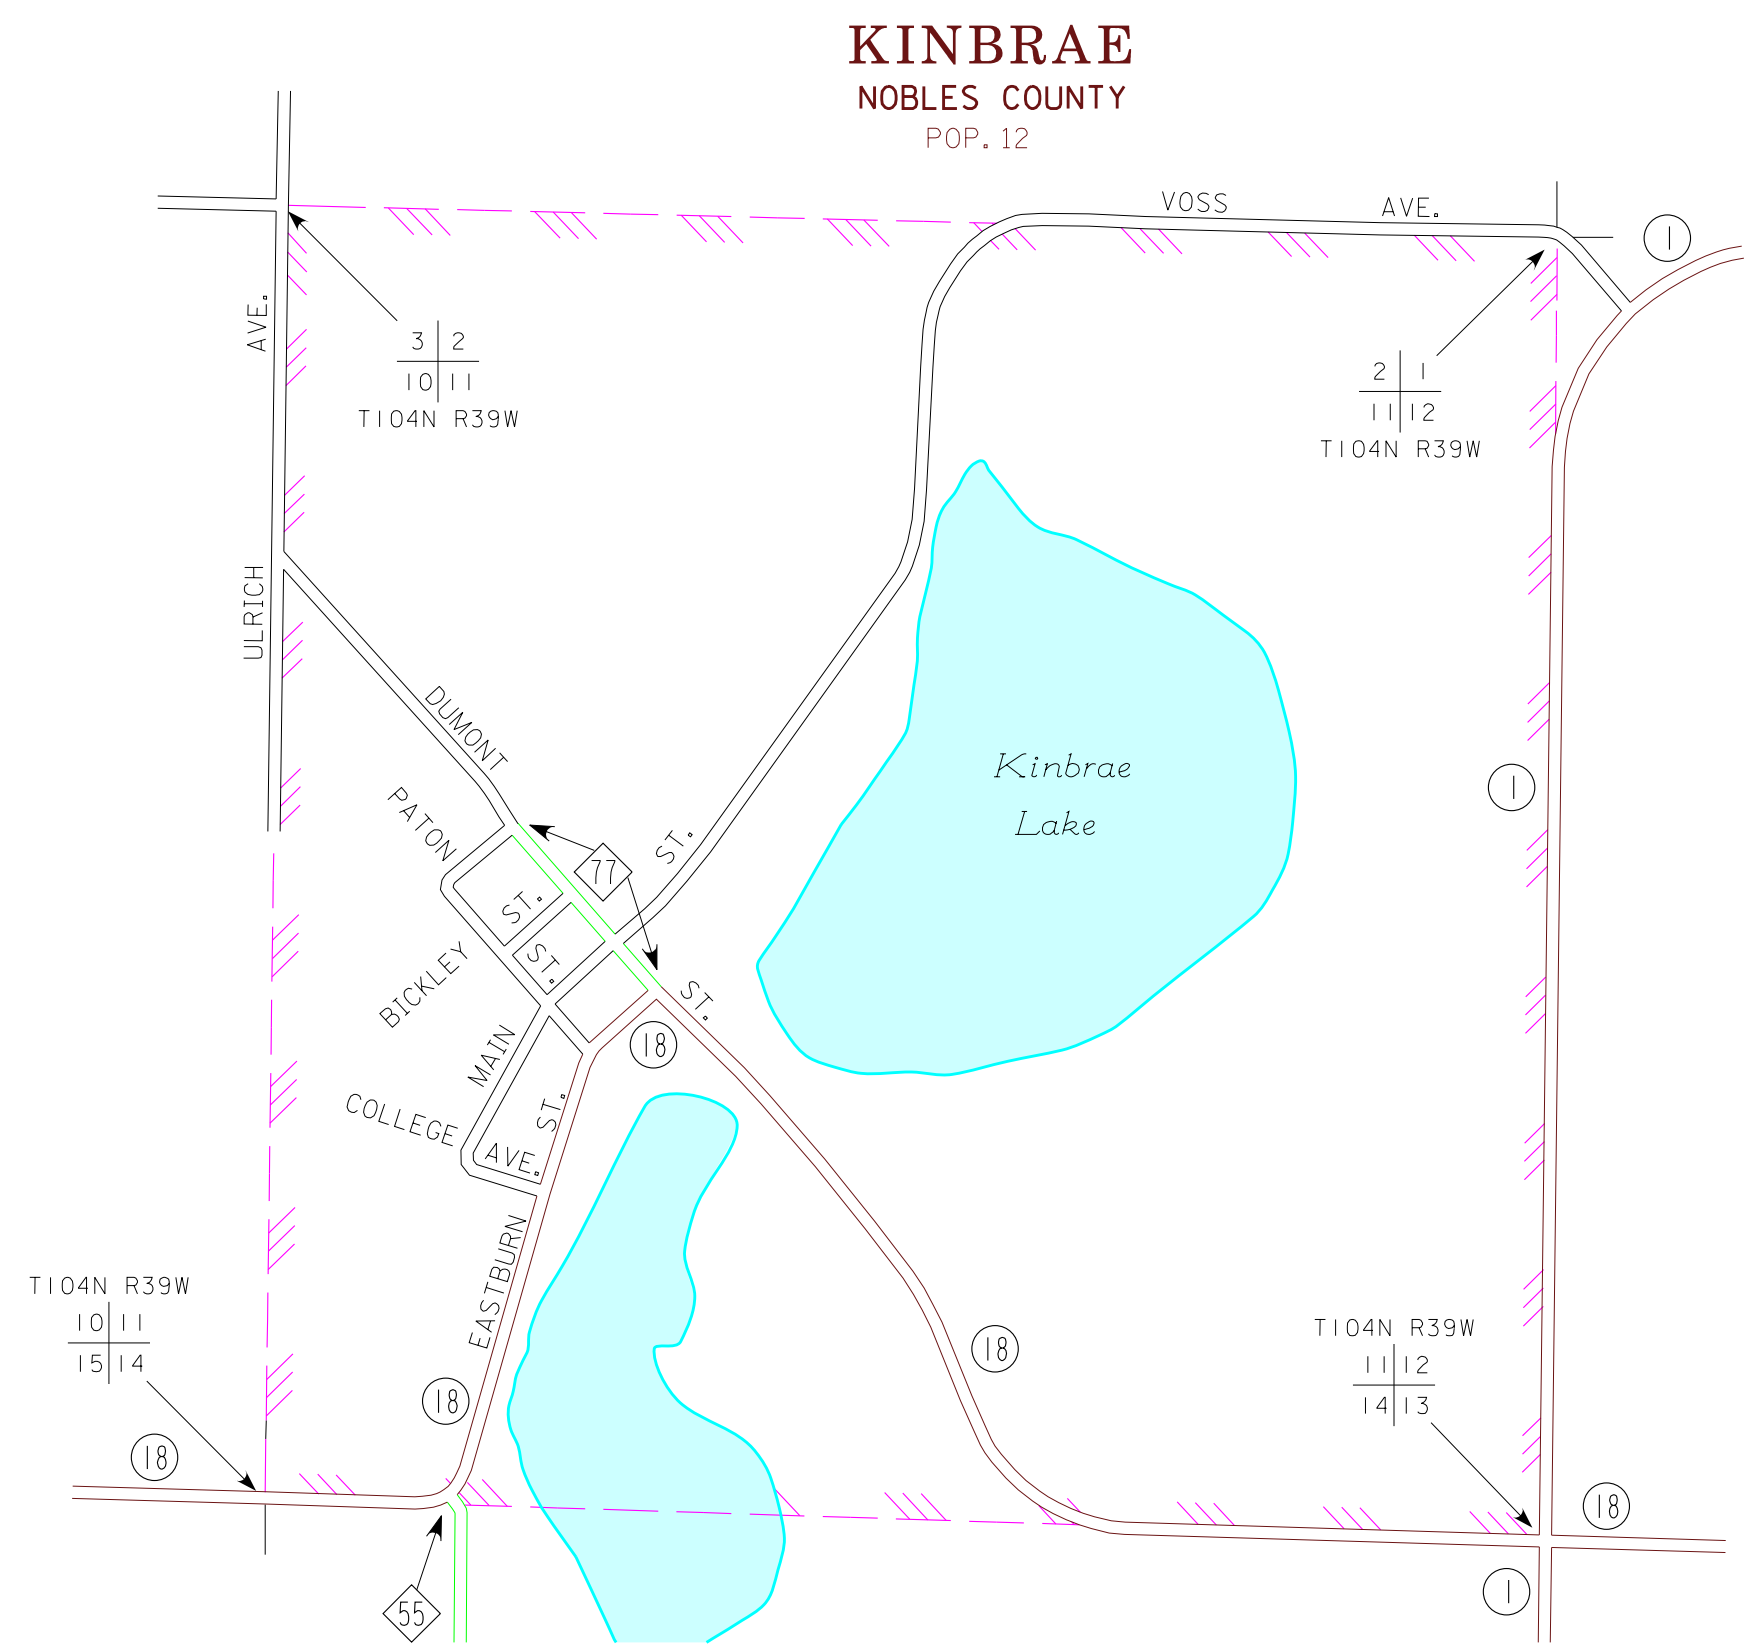 KINBRAE
NOBLES COUNTY
POP. 12
VOSS AVE.
1
ULRICH AVE.
3 2
10 11
T104N R39W
2 1
11 12
T104N R39W
DUMONT ST.
PATON ST.
77
ST.
Kinbrae
Lake
1
BICKLEY ST.
MAIN
18
COLLEGE AVE.
EASTBURN ST.
T104N R39W
10 11
15 14
18
18
18
T104N R39W
11 12
14 13
18
1
55